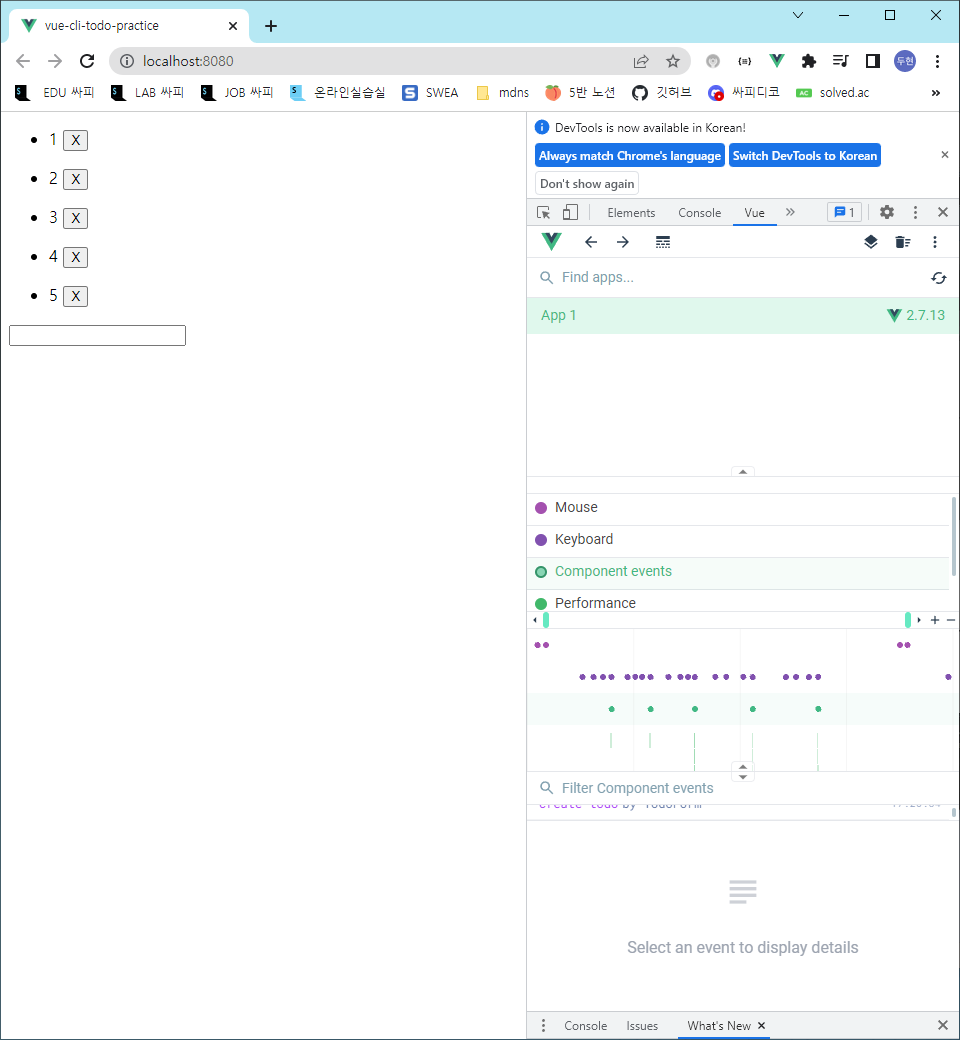 vue-cli-todo-practice
localhost:8080
두현
EDU 싸피 LAB 싸피 JOB 싸피 온라인실습실 SWEA mdns 5반 노션 깃허브 싸피디코 solved.ac
1 X
2 X
3 X
4 X
5 X
DevTools is now available in Korean!
Always match Chrome's language Switch DevTools to Korean
Don't show again
Elements Console Vue 1
Find apps...
App 1 2.7.13
Mouse
Keyboard
Component events
Performance
Filter Component events
create-todo by TodoForm
Select an event to display details
Console Issues What's New